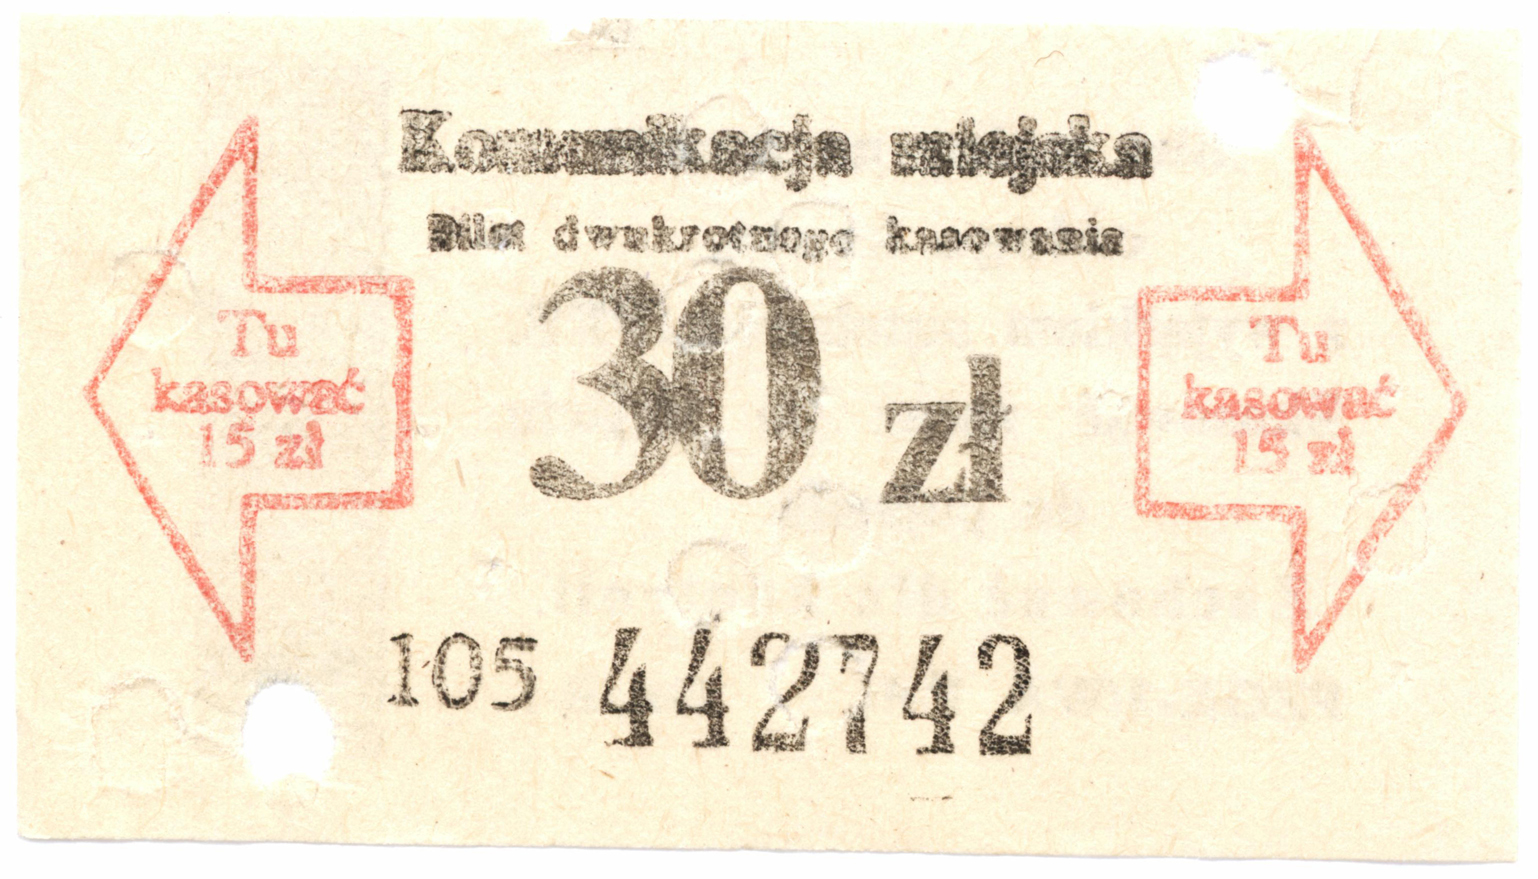 Komunikacja miejska
Bilet dwukrotnego kasowania
30 zł
Tu
kasować
15 zł
Tu
kasować
15 zł
105 442742